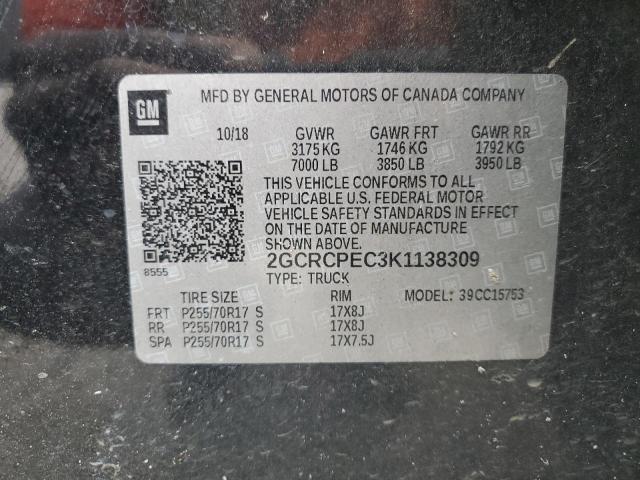 GM
MFD BY GENERAL MOTORS OF CANADA COMPANY
10/18 GVWR GAWR FRT GAWR RR
3175 KG 1746 KG 1792 KG
7000 LB 3850 LB 3950 LB
THIS VEHICLE CONFORMS TO ALL
APPLICABLE U.S. FEDERAL MOTOR
VEHICLE SAFETY STANDARDS IN EFFECT
ON THE DATE OF MANUFACTURE
SHOWN ABOVE.
8555
2GCRCPEC3K1138309
TYPE: TRUCK
TIRE SIZE RIM MODEL: 39CC15753
FRT P255/70R17 S 17X8J
RR P255/70R17 S 17X8J
SPA P255/70R17 S 17X7.5J